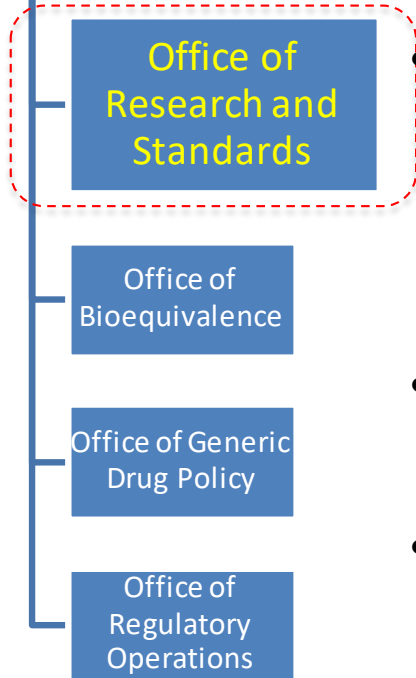 Office of
Research and
Standards
Office of
Bioequivalence
Office of Generic
Drug Policy
Office of
Regulatory
Operations